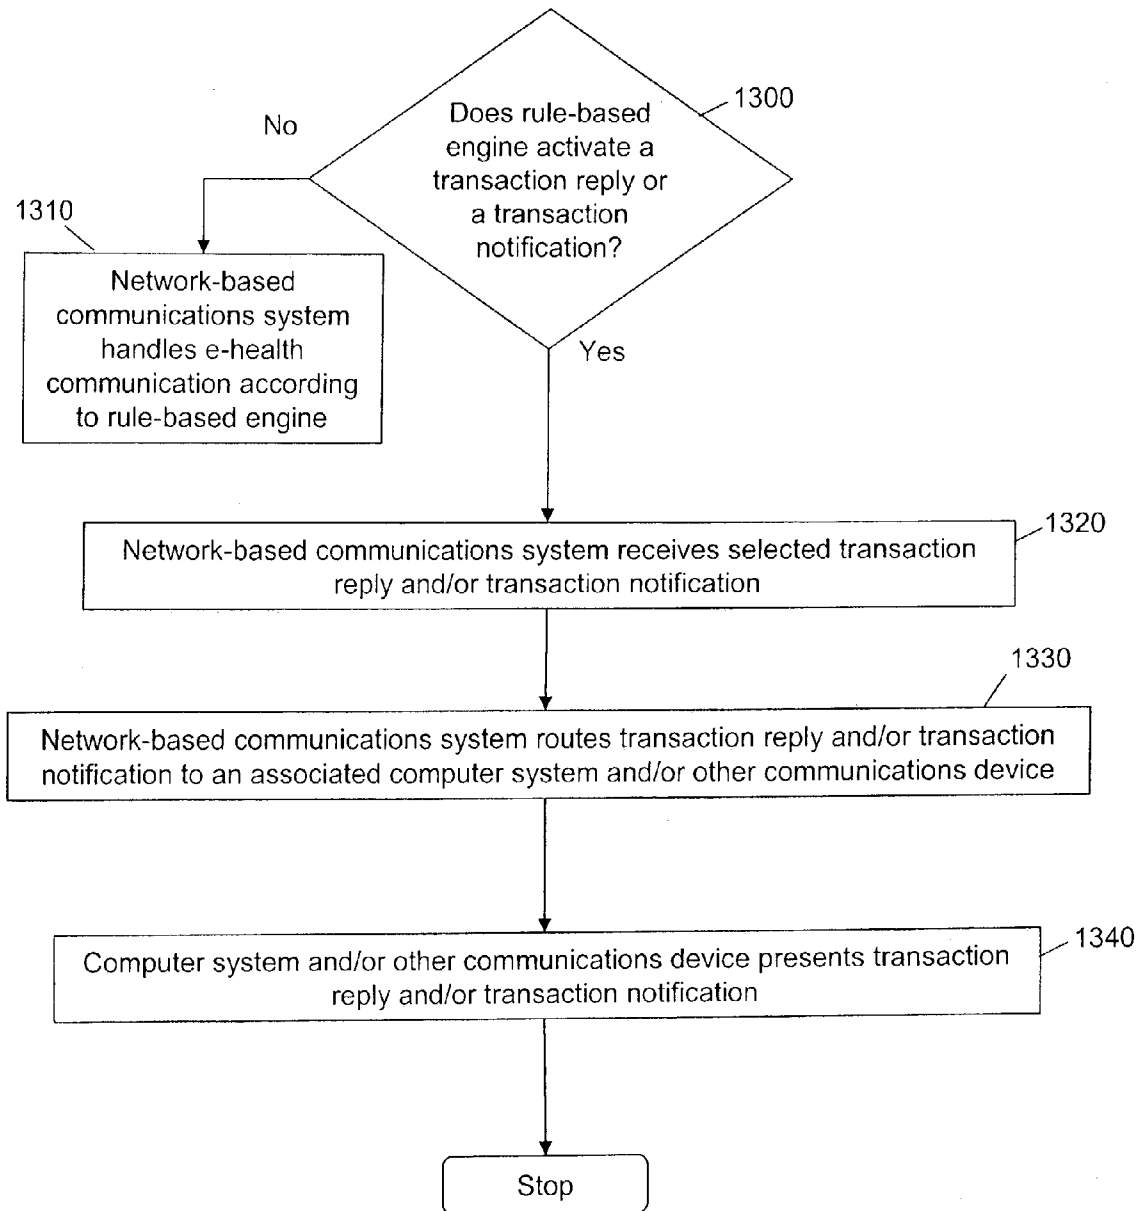 1300
Does rule-based
engine activate a
transaction reply or
a transaction
notification?
No
1310
Network-based
communications system
handles e-health
communication according
to rule-based engine
Yes
1320
Network-based communications system receives selected transaction
reply and/or transaction notification
1330
Network-based communications system routes transaction reply and/or transaction
notification to an associated computer system and/or other communications device
1340
Computer system and/or other communications device presents transaction
reply and/or transaction notification
Stop